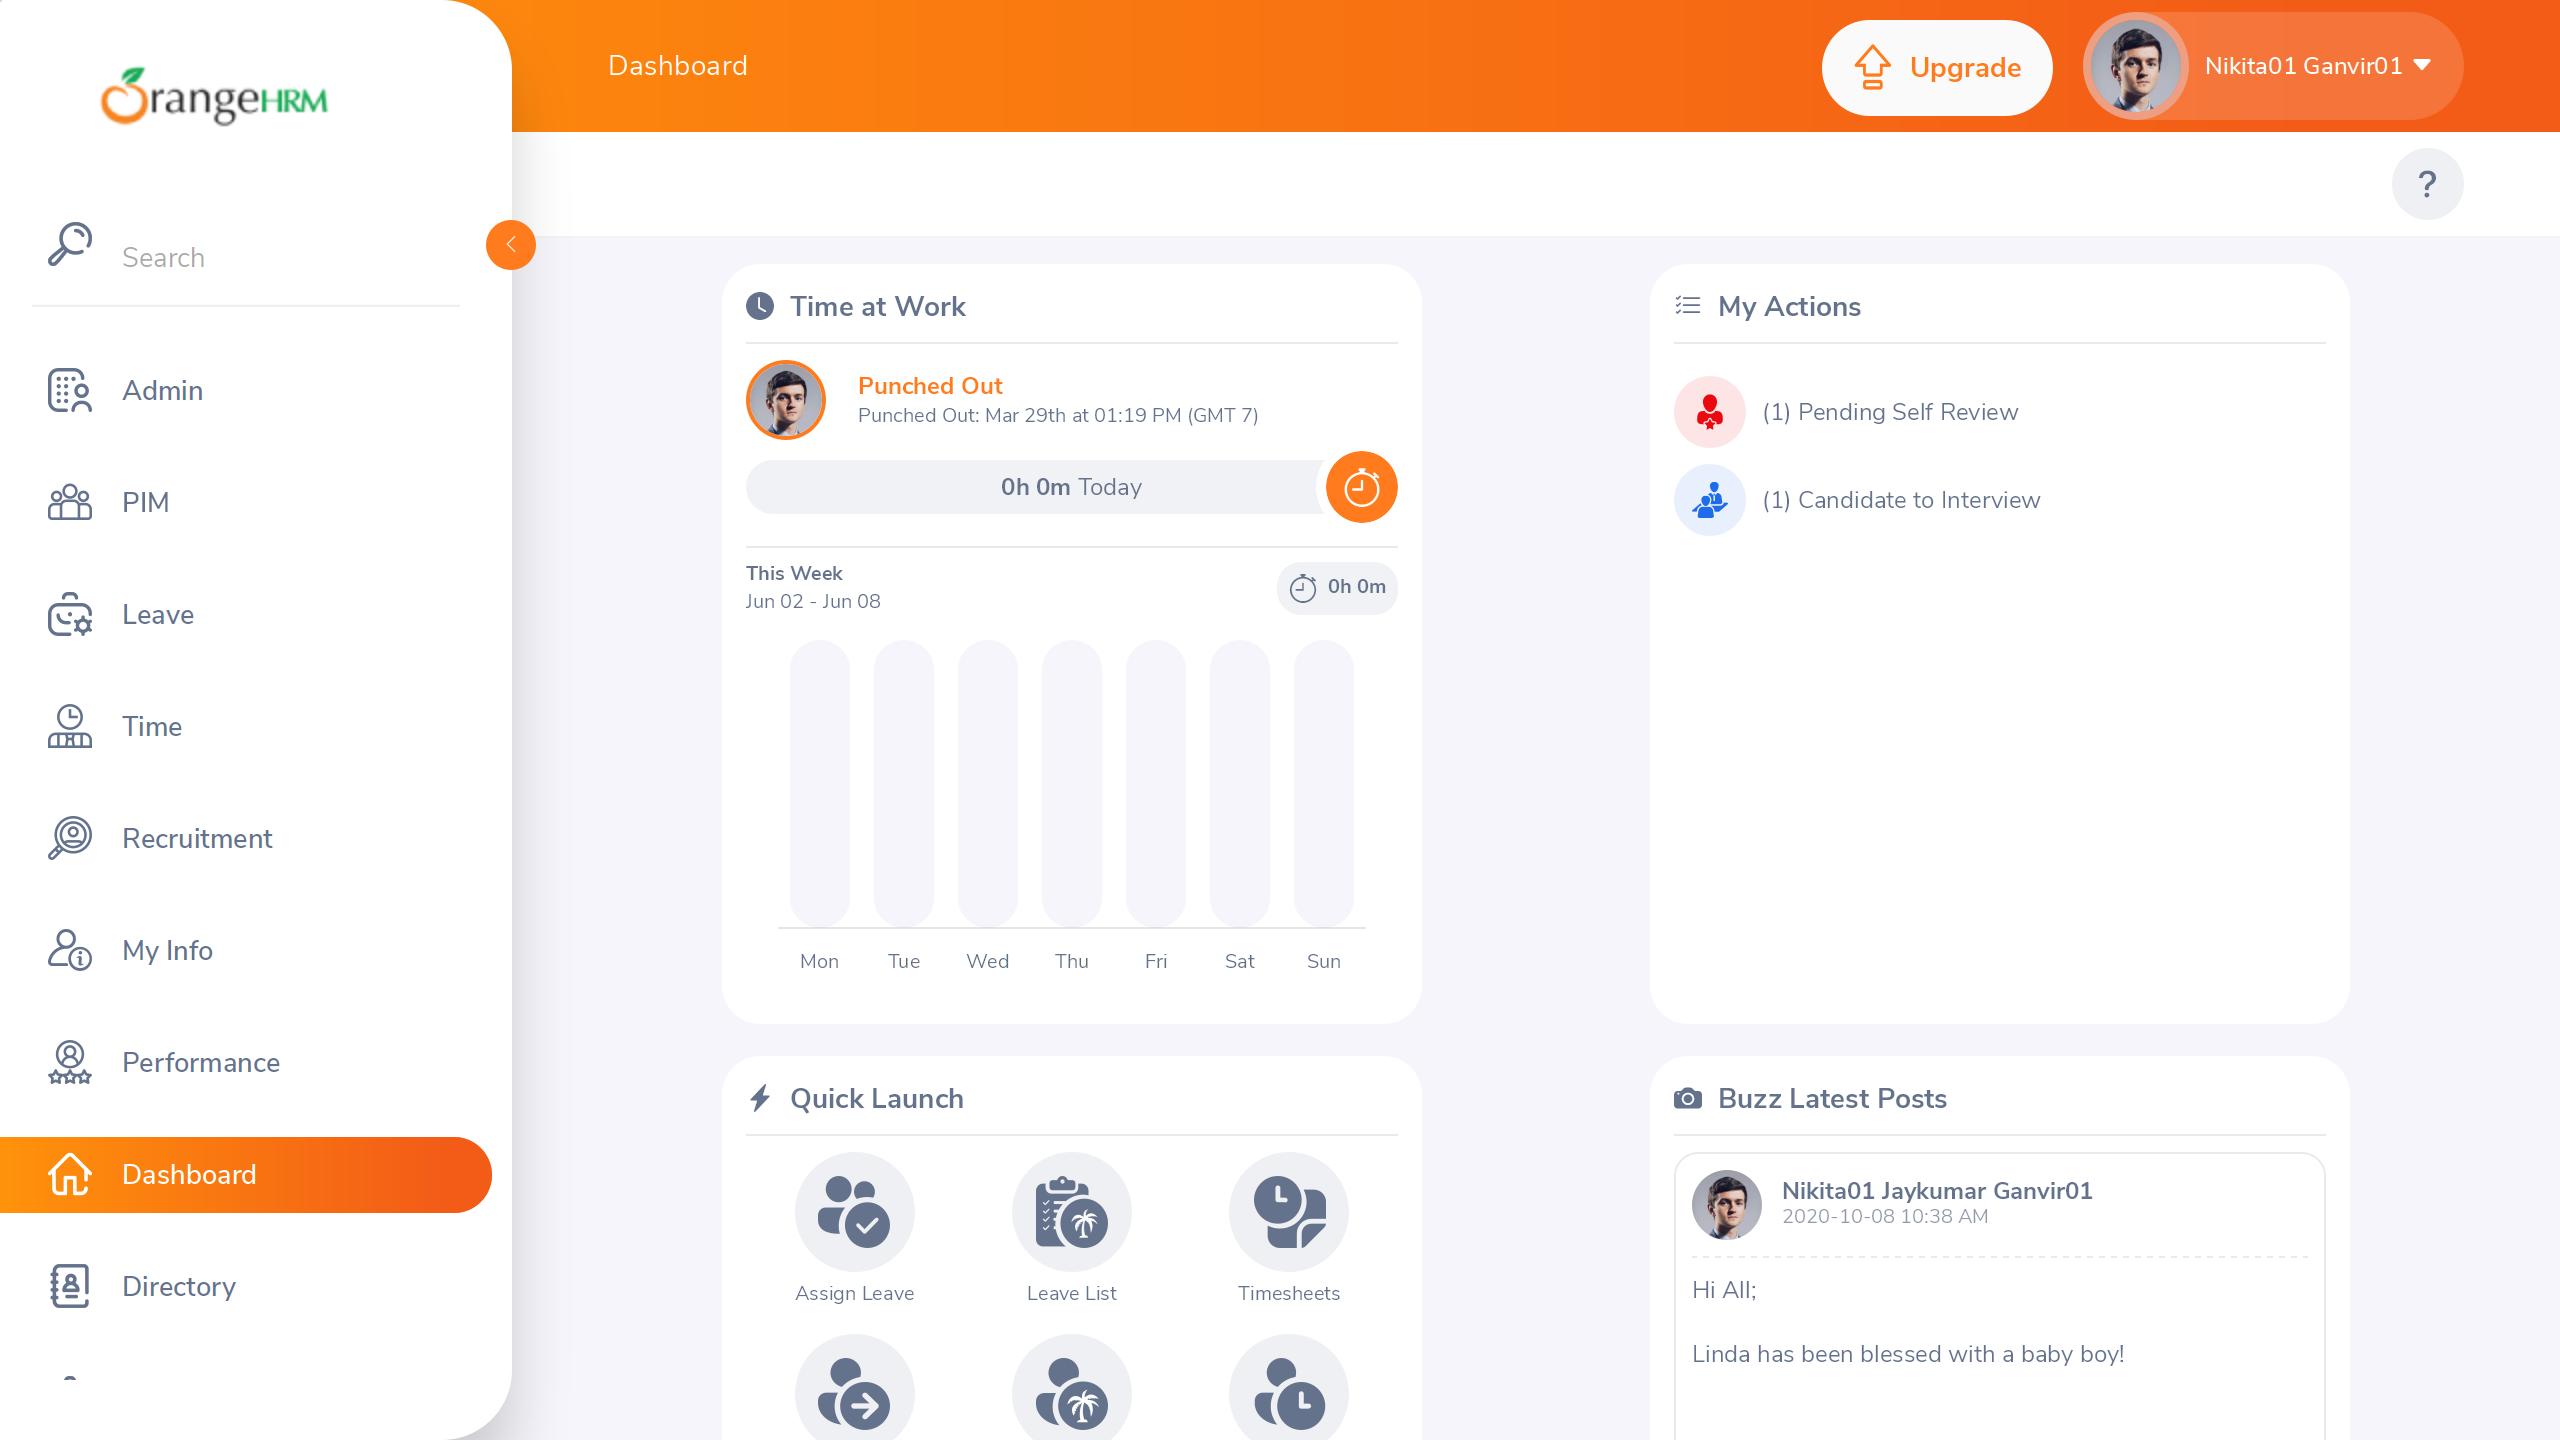 OrangeHRM
Search
Admin
PIM
Leave
Time
Recruitment
My Info
Performance
Dashboard
Directory
Dashboard
Upgrade
Nikita01 Ganvir01
?
Time at Work
Punched Out
Punched Out: Mar 29th at 01:19 PM (GMT 7)
0h 0m Today
This Week
Jun 02 - Jun 08
0h 0m
Mon Tue Wed Thu Fri Sat Sun
My Actions
(1) Pending Self Review
(1) Candidate to Interview
Quick Launch
Assign Leave
Leave List
Timesheets
Buzz Latest Posts
Nikita01 Jaykumar Ganvir01
2020-10-08 10:38 AM
Hi All;
Linda has been blessed with a baby boy!